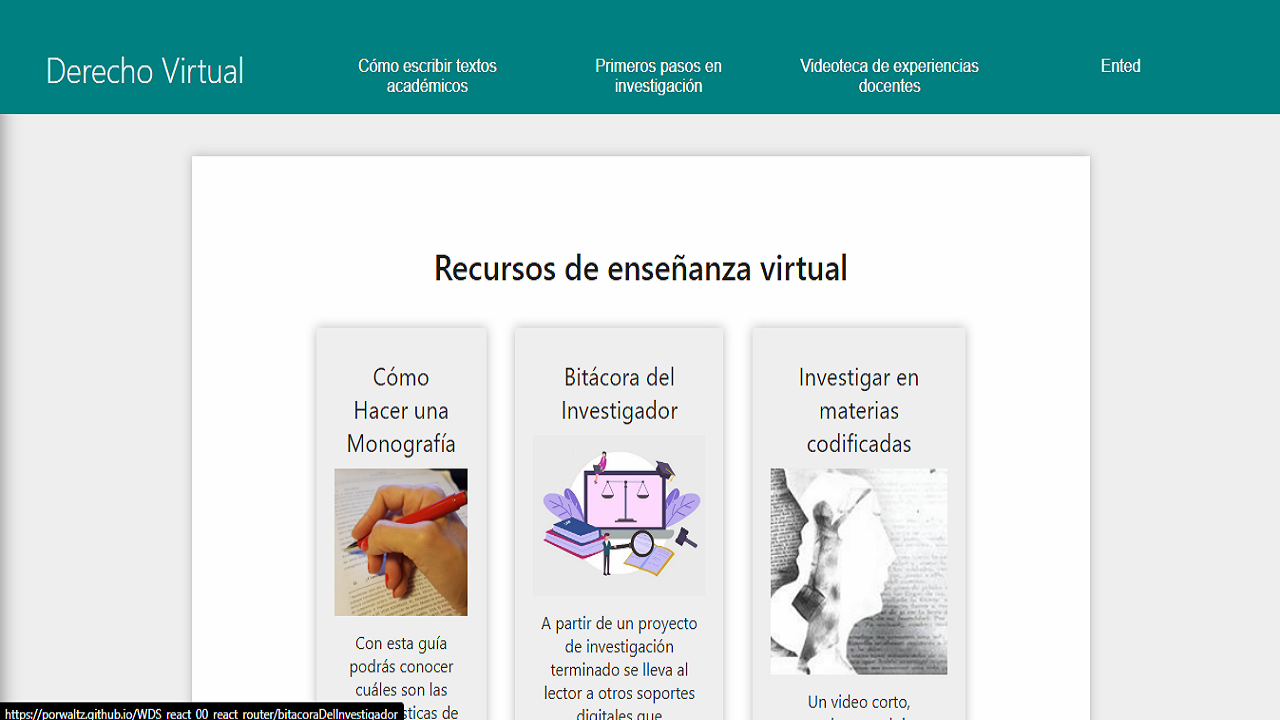 Derecho Virtual
Cómo escribir textos
académicos
Primeros pasos en
investigación
Videoteca de experiencias
docentes
Ented
Recursos de enseñanza virtual
Cómo
Hacer una
Monografía
Con esta guía
podrás conocer
cuáles son las
sticas de
Bitácora del
Investigador
A partir de un proyecto
de investigación
terminado se lleva al
lector a otros soportes
digitales que
Investigar en
materias
codificadas
Un video corto,
https://porwaltz.github.io/WDS_react_00_react_router/bitacoraDelInvestigador